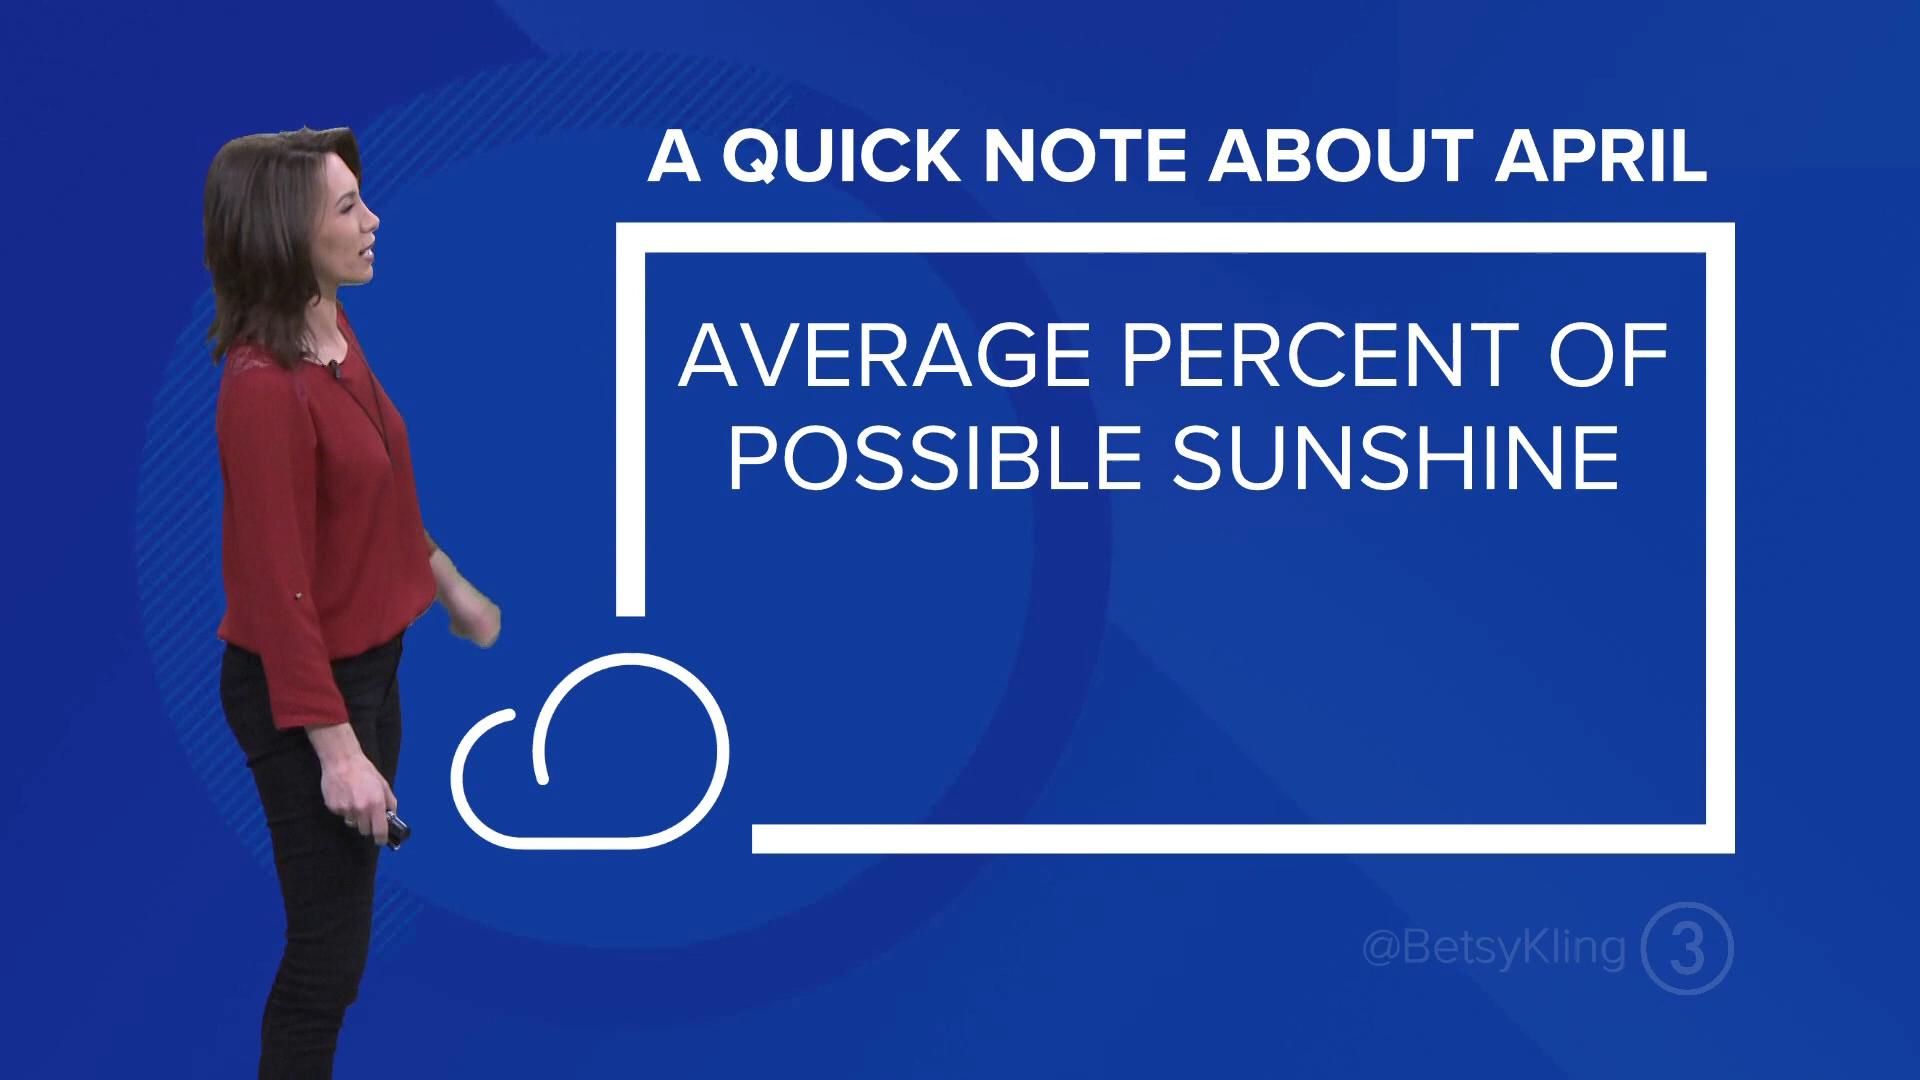 A QUICK NOTE ABOUT APRIL
AVERAGE PERCENT OF
POSSIBLE SUNSHINE
@BetsyKling 3